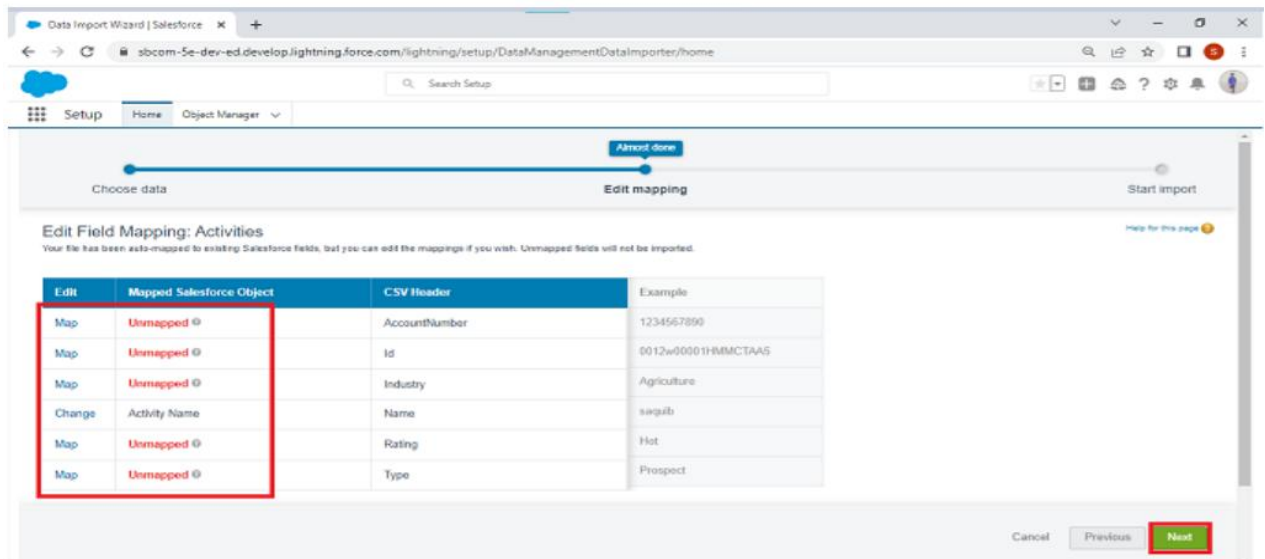 Data Import Wizard | Salesforce
sbcom-5e-dev-ed.develop.lightning.force.com/lightning/setup/DataManagementDataImporter/home
S
Search Setup
Setup Home Object Manager
Almost done
Choose data Edit mapping Start import
Edit Field Mapping: Activities
Help for this page
Your file has been auto-mapped to existing Salesforce fields, but you can edit the mappings if you wish. Unmapped fields will not be imported.
Edit Mapped Salesforce Object CSV Header Example
Map Unmapped AccountNumber 1234567890
Map Unmapped Id 0012w00001HMMCTAA5
Map Unmapped Industry Agriculture
Change Activity Name Name saquib
Map Unmapped Rating Hot
Map Unmapped Type Prospect
Cancel Previous Next